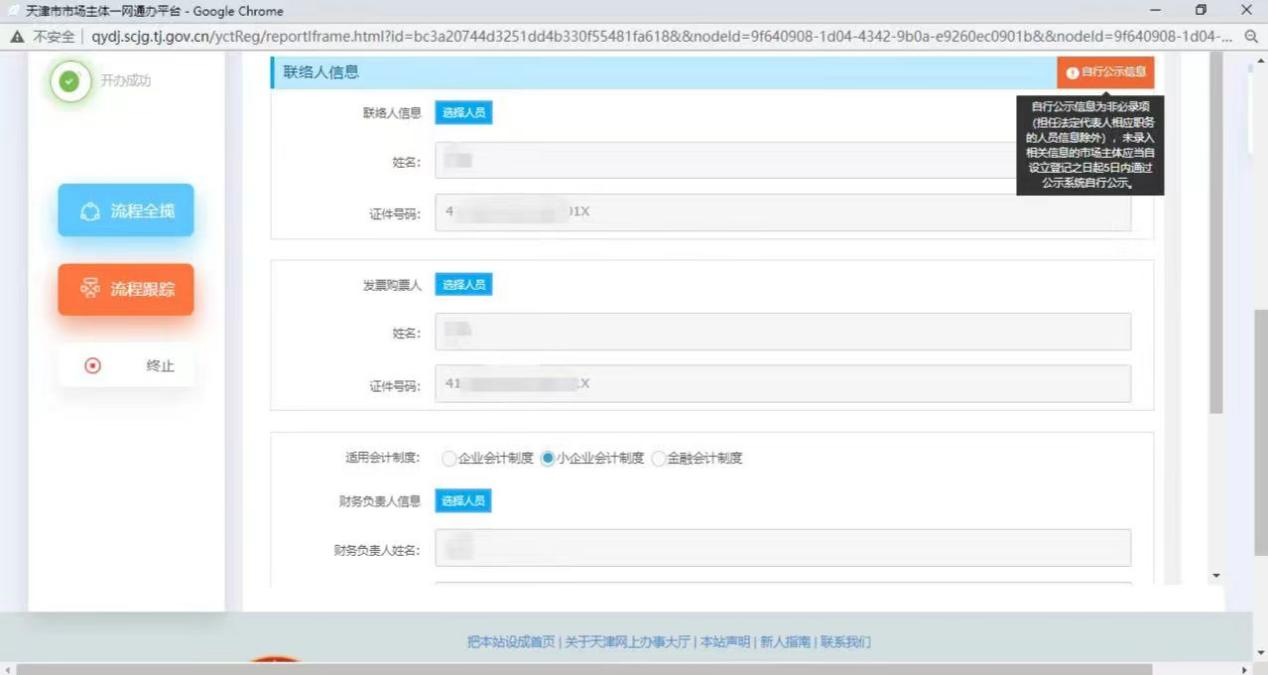 天津市市场主体一网通办平台 - Google Chrome
不安全 | qydj.scjg.tj.gov.cn/yctReg/reportIframe.html?id=bc3a20744d3251dd4b330f55481fa618&&nodeId=9f640908-1d04-4342-9b0a-e9260ec0901b&&nodeId=9f640908-1d04-...
开办成功
流程全揽
流程跟踪
终止
联络人信息
自行公示信息
自行公示信息为非必录项
(担任法定代表人相应职务
的人员信息除外),未录入
相关信息的市场主体应当自
设立登记之日起5日内通过
公示系统自行公示。
联络人信息 选择人员
姓名:
证件号码: 4 01X
发票购票人 选择人员
姓名:
证件号码: 41 X
适用会计制度: 企业会计制度 小企业会计制度 金融会计制度
财务负责人信息 选择人员
财务负责人姓名:
把本站设成首页 | 关于天津网上办事大厅 | 本站声明 | 新人指南 | 联系我们